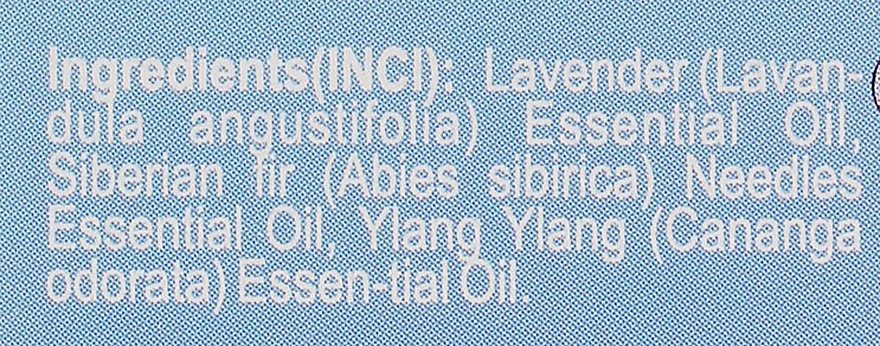 Ingredients(INCI): Lavender (Lavan-
dula angustifolia) Essential Oil,
Siberian fir (Abies sibirica) Needles
Essential Oil, Ylang Ylang (Cananga
odorata) Essen-tial Oil.